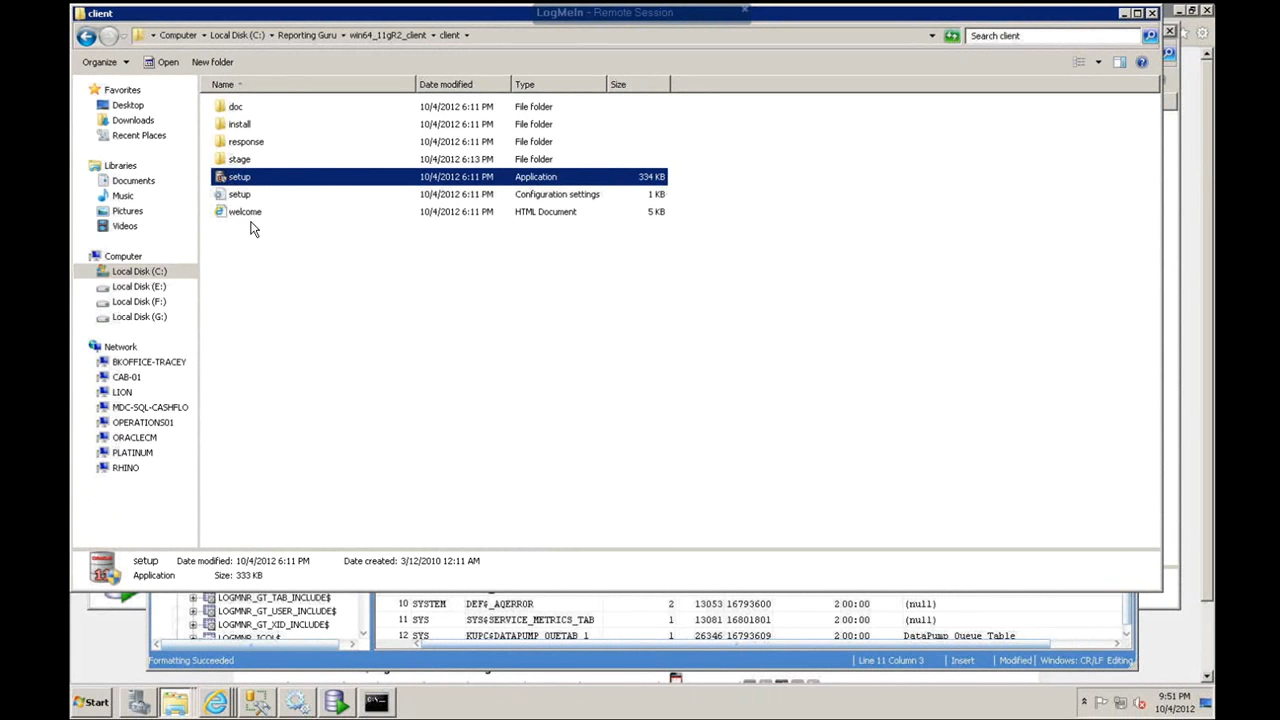 client
LogMeIn - Remote Session
Computer ▸ Local Disk (C:) ▸ Reporting Guru ▸ win64_11gR2_client ▸ client
Search client
Organize
Open
New folder
Name
Date modified
Type
Size
Favorites
Desktop
Downloads
Recent Places
Libraries
Documents
Music
Pictures
Videos
Computer
Local Disk (C:)
Local Disk (E:)
Local Disk (F:)
Local Disk (G:)
Network
BKOFFICE-TRACEY
CAB-01
LION
MDC-SQL-CASHFLO
OPERATIONS01
ORACLECM
PLATINUM
RHINO
doc 10/4/2012 6:11 PM File folder
install 10/4/2012 6:11 PM File folder
response 10/4/2012 6:11 PM File folder
stage 10/4/2012 6:13 PM File folder
setup 10/4/2012 6:11 PM Application 334 KB
setup 10/4/2012 6:11 PM Configuration settings 1 KB
welcome 10/4/2012 6:11 PM HTML Document 5 KB
setup Date modified: 10/4/2012 6:11 PM Date created: 3/12/2010 12:11 AM
Application Size: 333 KB
LOGMNR_GT_TAB_INCLUDE$
LOGMNR_GT_USER_INCLUDE$
LOGMNR_GT_XID_INCLUDE$
LOGMNR_ICOL$
10 SYSTEM DEF$_AQERROR 2 13053 16793600 2 00:00 (null)
11 SYS SYS$SERVICE_METRICS_TAB 1 13081 16801801 2 00:00 (null)
12 SYS KUPC$DATAPUMP_QUETAB_1 1 26346 16793609 2 00:00 DataPump Queue Table
Formatting Succeeded
Line 11 Column 3
Insert
Modified
Windows: CR/LF Editing
Start
9:51 PM
10/4/2012